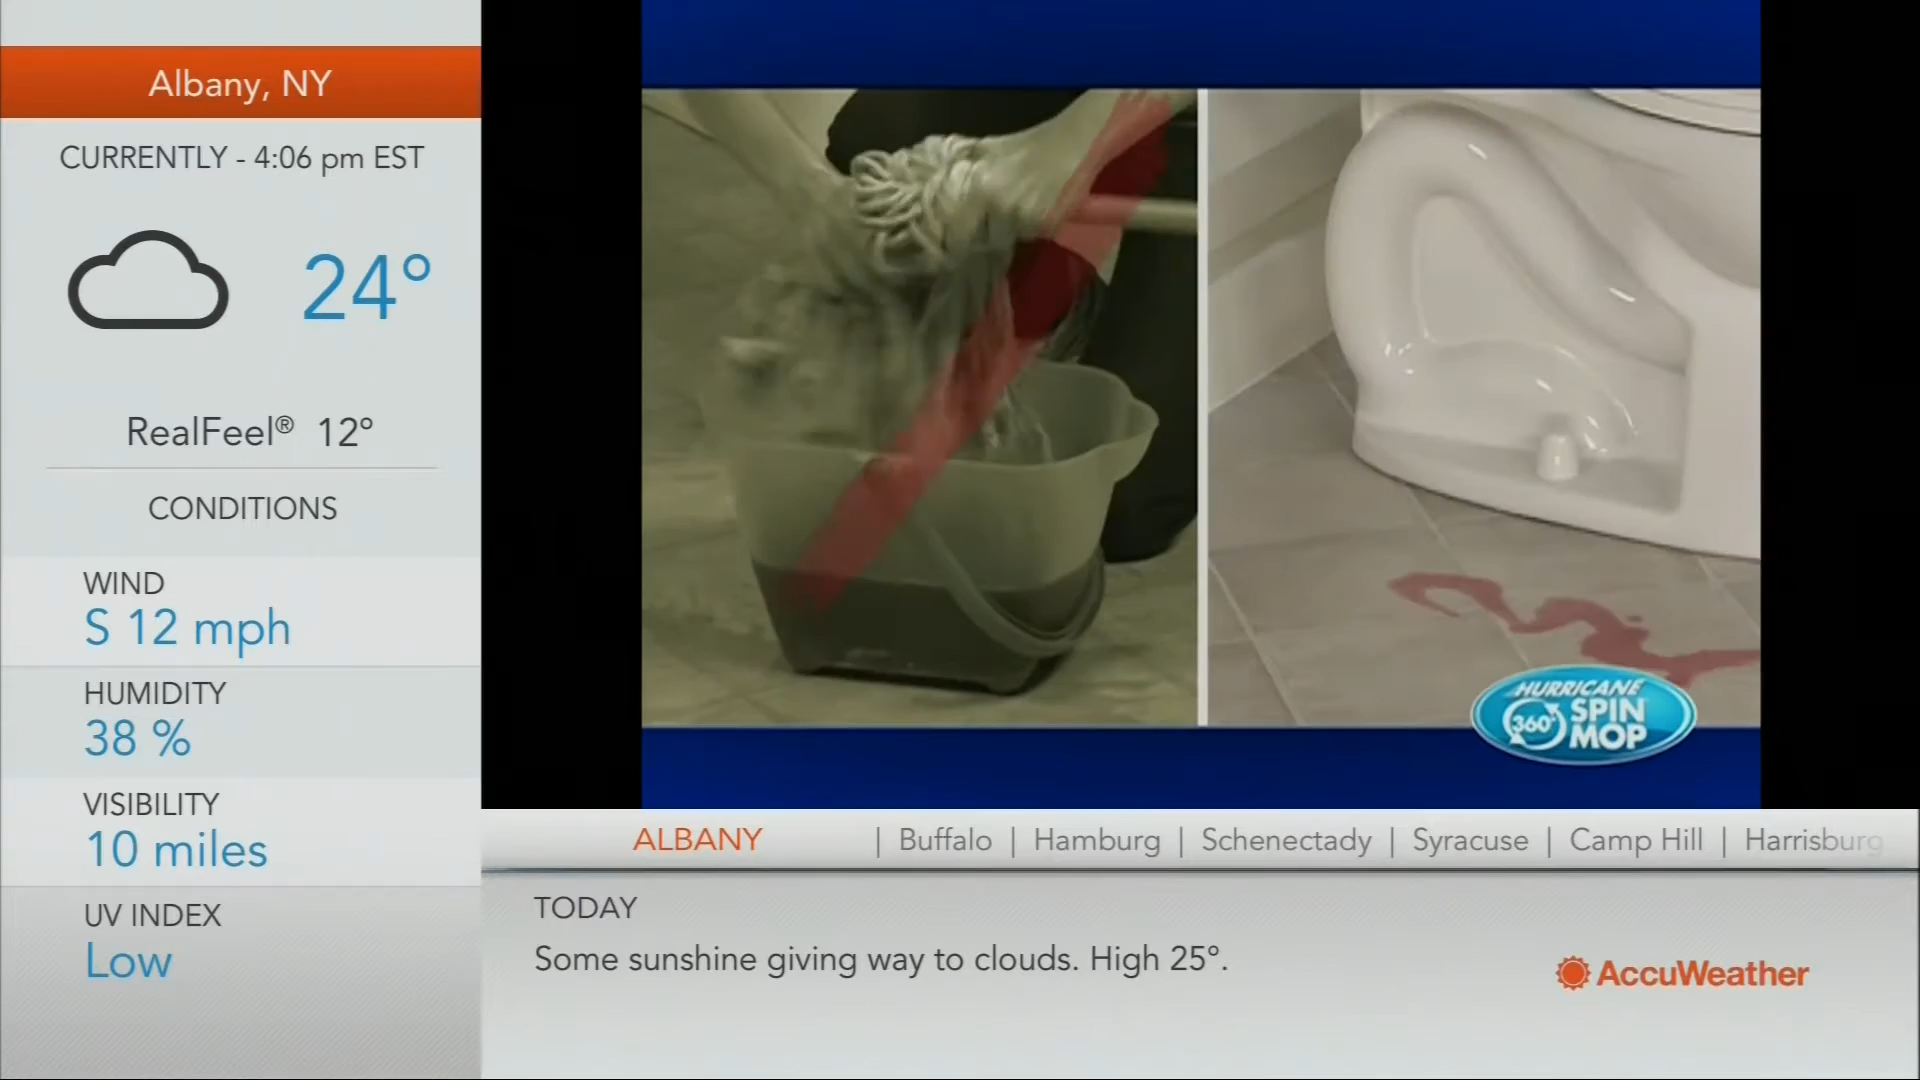 Albany, NY
CURRENTLY - 4:06 pm EST
24°
RealFeel® 12°
CONDITIONS
WIND
S 12 mph
HUMIDITY
38 %
VISIBILITY
10 miles
UV INDEX
Low
HURRICANE
360°
SPIN
MOP
ALBANY | Buffalo | Hamburg | Schenectady | Syracuse | Camp Hill | Harrisburg
TODAY
Some sunshine giving way to clouds. High 25°.
AccuWeather